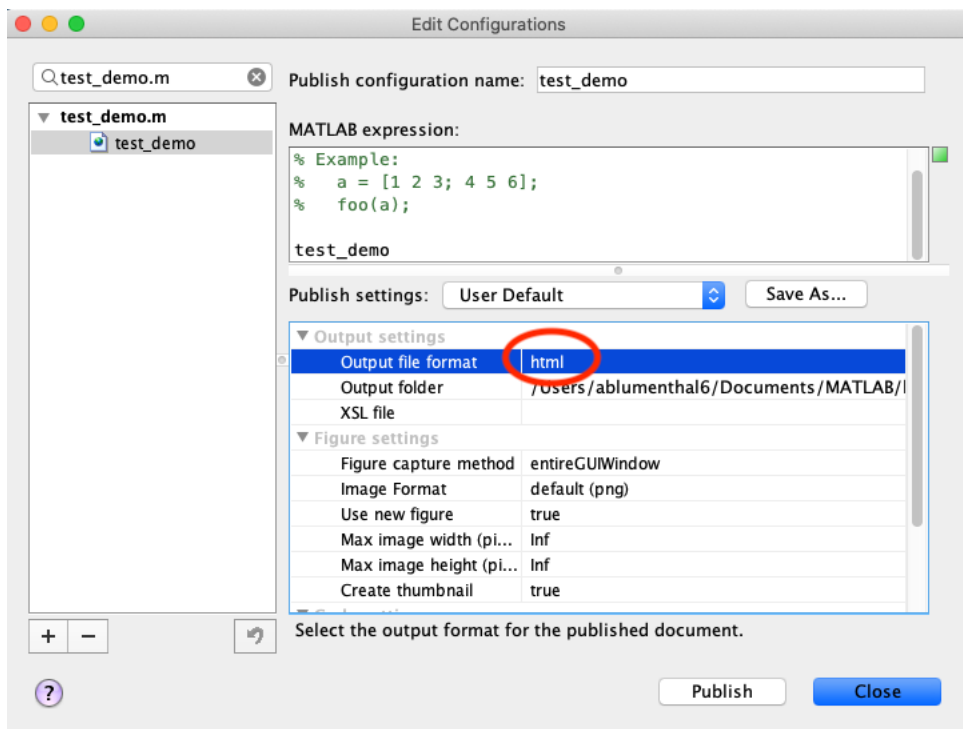 Edit Configurations
test_demo.m
Publish configuration name: test_demo
test_demo.m
test_demo
MATLAB expression:
% Example:
% a = [1 2 3; 4 5 6];
% foo(a);
test_demo
Publish settings: User Default Save As...
Output settings
Output file format html
Output folder /Users/ablumenthal6/Documents/MATLAB/
XSL file
Figure settings
Figure capture method entireGUIWindow
Image Format default (png)
Use new figure true
Max image width (pi... Inf
Max image height (pi... Inf
Create thumbnail true
+ −
Select the output format for the published document.
? Publish Close